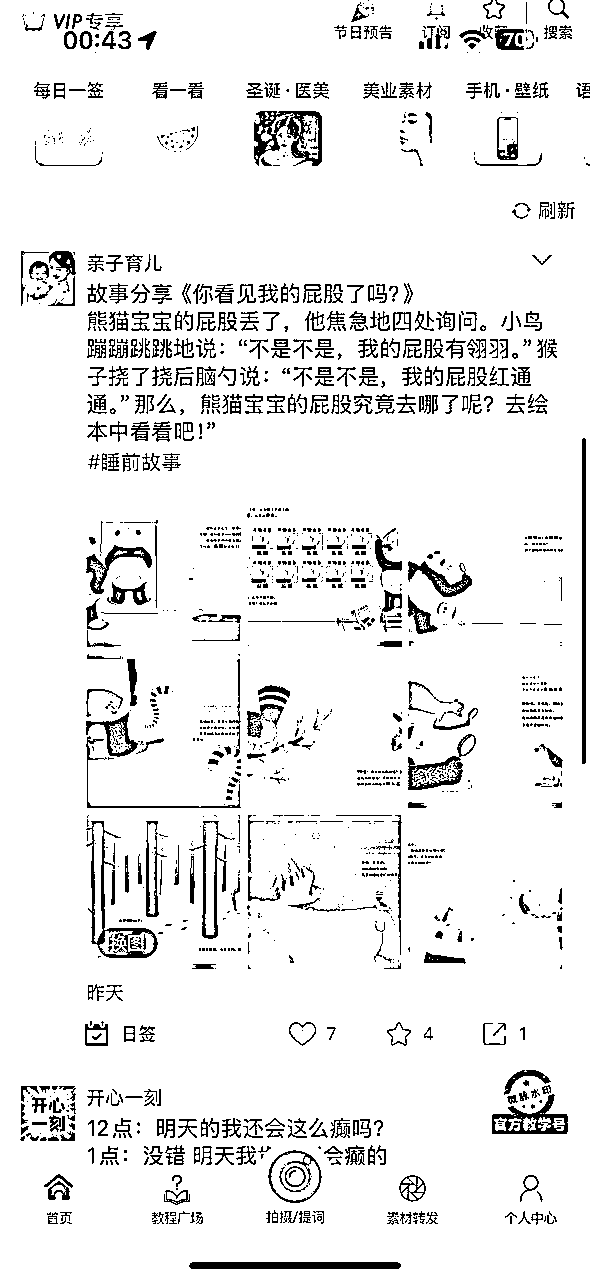 VIP专享
节日预告 订阅 收藏 搜索
00:43 70
每日一签 看一看 圣诞·医美 美业素材 手机·壁纸 语
刷新
亲子育儿
故事分享《你看见我的屁股了吗?》
熊猫宝宝的屁股丢了，他焦急地四处询问。小鸟
蹦蹦跳跳地说：“不是不是，我的屁股有翎羽。”猴
子挠了挠后脑勺说：“不是不是，我的屁股红通
通。”那么，熊猫宝宝的屁股究竟去哪了呢？去绘
本中看看吧!”
#睡前故事
换图
昨天
日签 7 4 1
开心一刻
开心
一刻
微脉水印
官方教学号
12点：明天的我还会这么癫吗?
1点：没错 明天我 会癫的
首页 教程广场 拍摄/提词 素材转发 个人中心